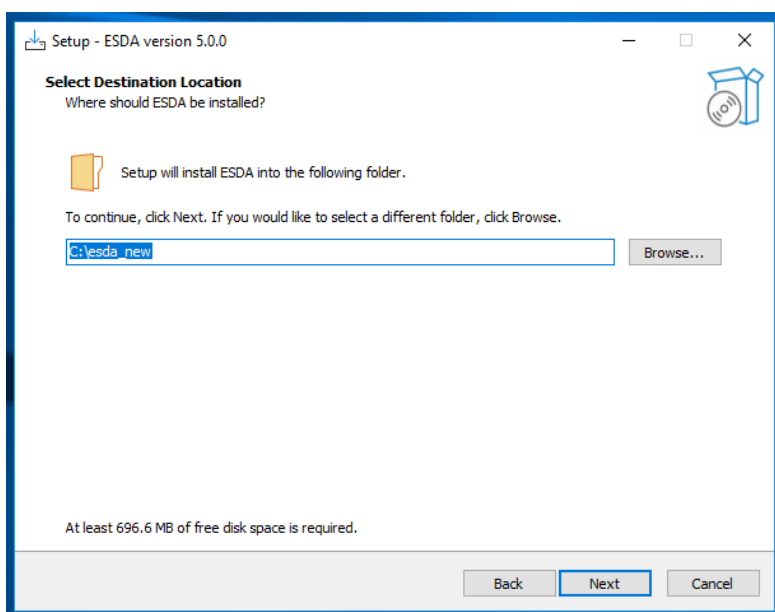 Setup - ESDA version 5.0.0
Select Destination Location
Where should ESDA be installed?
Setup will install ESDA into the following folder.
To continue, click Next. If you would like to select a different folder, click Browse.
C:\esda_new
Browse...
At least 696.6 MB of free disk space is required.
Back
Next
Cancel